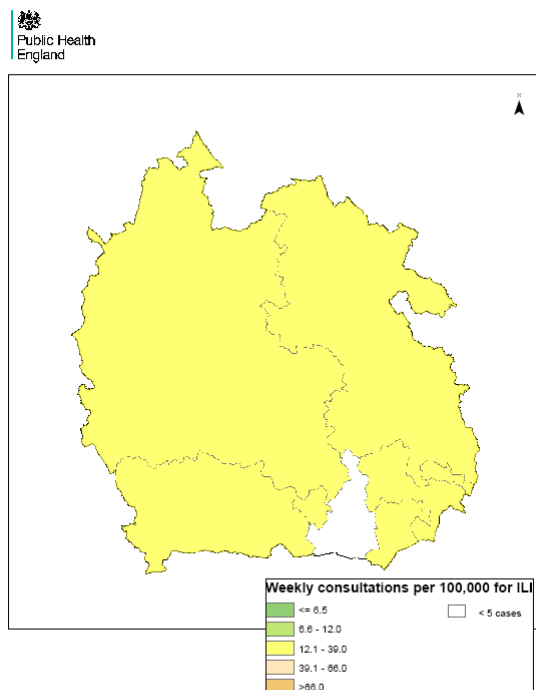 Public Health
England
N
Weekly consultations per 100,000 for ILI
<= 6.5
< 5 cases
6.6 - 12.0
12.1 - 39.0
39.1 - 66.0
>66.0